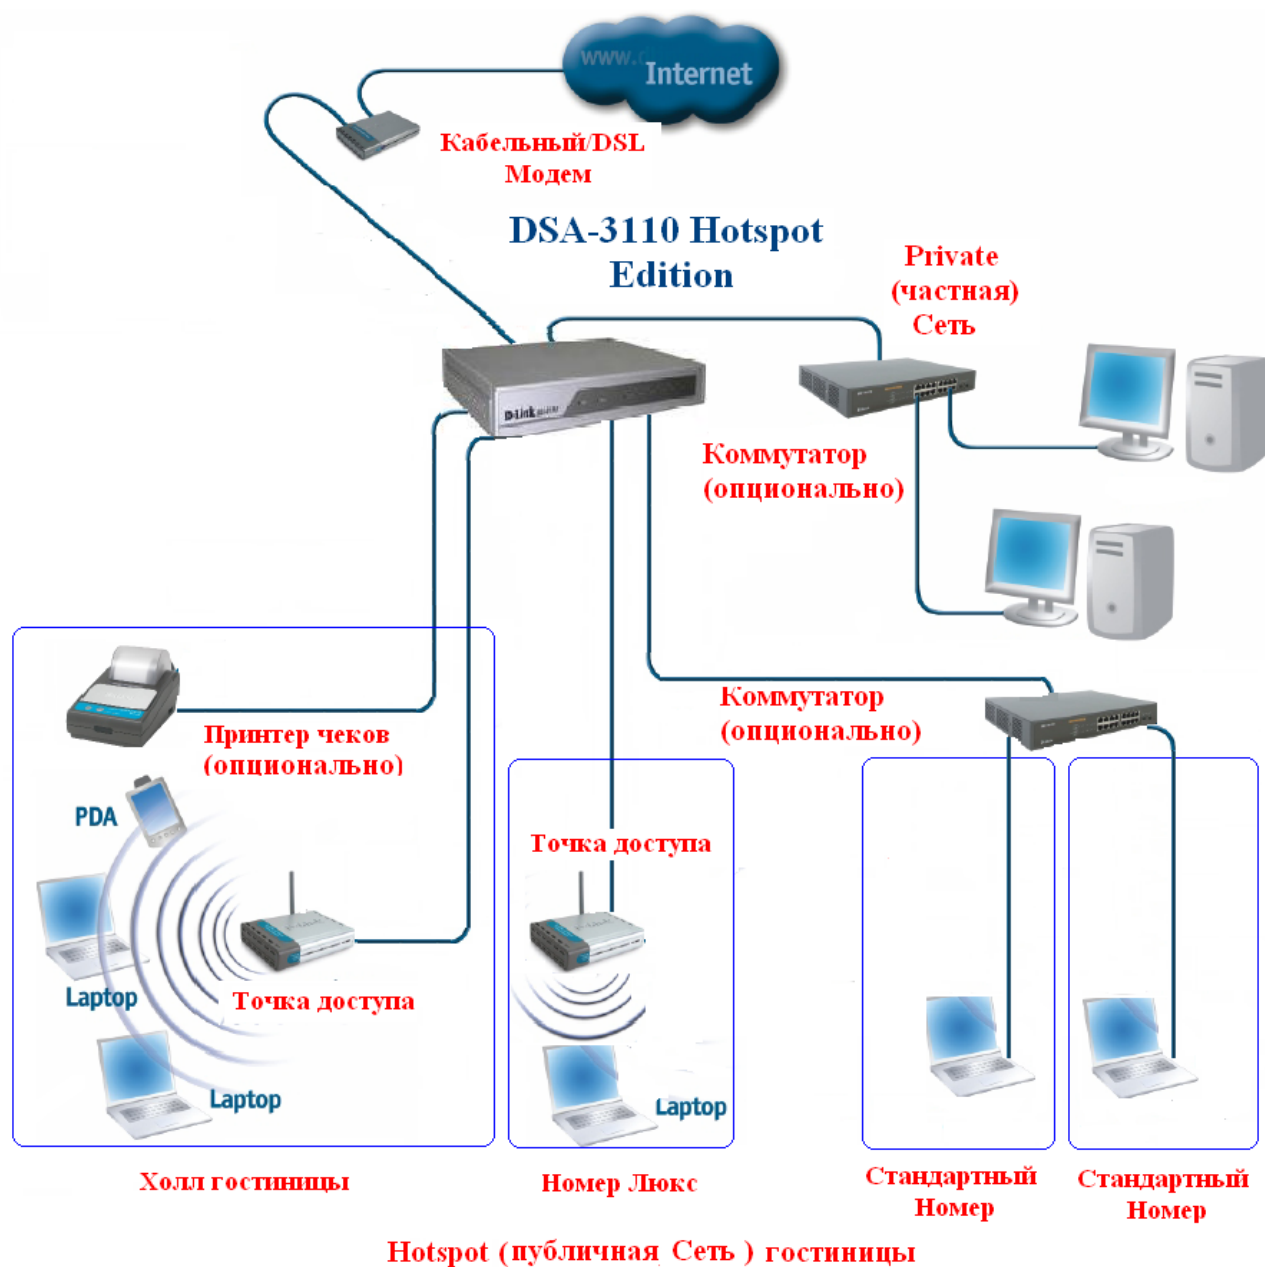 Internet
Кабельный/DSL
Модем
DSA-3110 Hotspot
Edition
Private
(частная)
Сеть
D-Link
Коммутатор
(опционально)
Коммутатор
(опционально)
Принтер чеков
(опционально)
PDA
Точка доступа
Laptop
Точка доступа
Laptop
Laptop
Холл гостиницы
Номер Люкс
Стандартный
Номер
Стандартный
Номер
Hotspot (публичная Сеть ) гостиницы